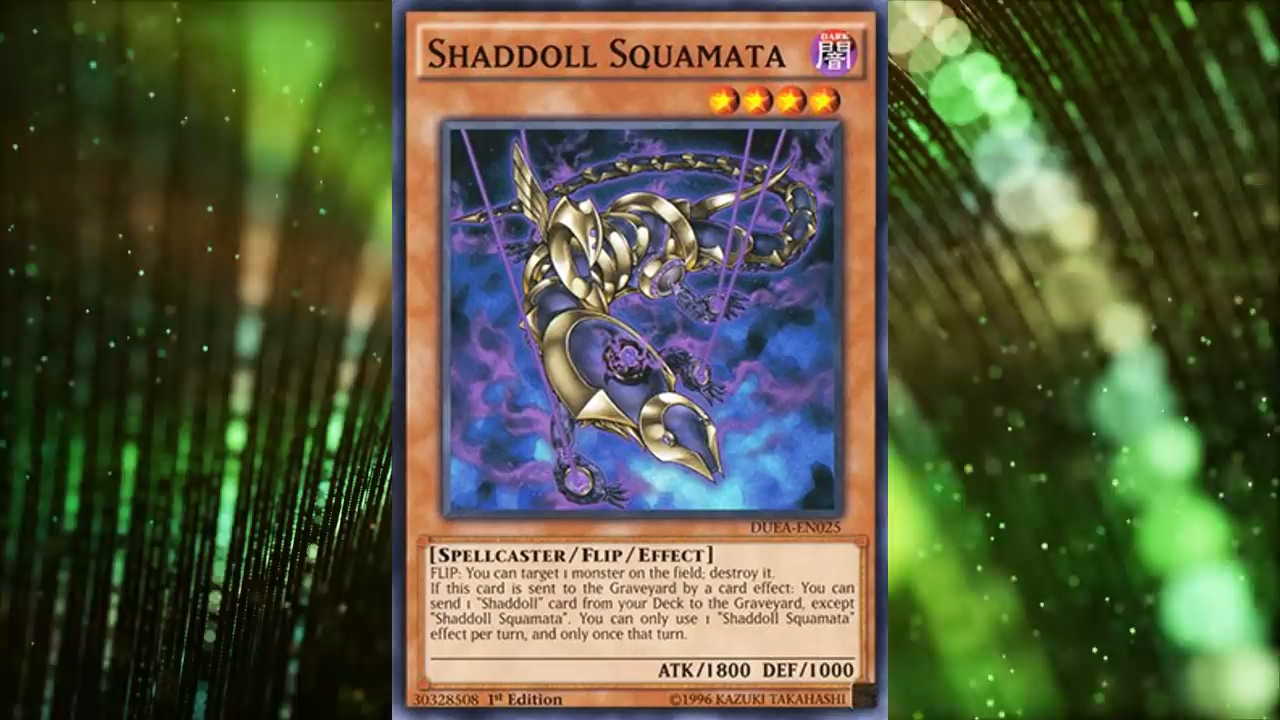 SHADDOLL SQUAMATA
DARK
闇
DUEA-EN025
[SPELLCASTER/FLIP/EFFECT]
FLIP: You can target 1 monster on the field; destroy it.
If this card is sent to the Graveyard by a card effect: You can
send 1 "Shaddoll" card from your Deck to the Graveyard, except
"Shaddoll Squamata". You can only use 1 "Shaddoll Squamata"
effect per turn, and only once that turn.
ATK/1800 DEF/1000
30328508 1st Edition ©1996 KAZUKI TAKAHASHI